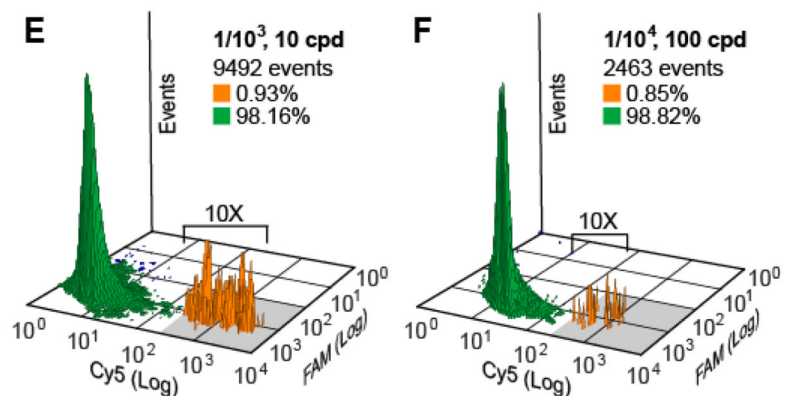 E
1/10³, 10 cpd
9492 events
0.93%
98.16%
Events
10X
10⁰
10¹
10²
10³
10⁴
Cy5 (Log)
10⁰
10¹
10²
10³
FAM (Log)
F
1/10⁴, 100 cpd
2463 events
0.85%
98.82%
Events
10X
10⁰
10¹
10²
10³
10⁴
Cy5 (Log)
10⁰
10¹
10²
10³
FAM (Log)